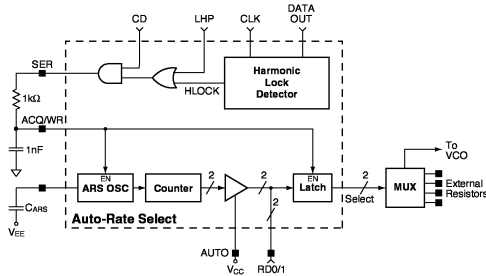 CD LHP CLK DATA OUT
SER
1kΩ
HLOCK
Harmonic Lock Detector
ACQ/WR
1nF
EN
ARS OSC
Counter
2
2
EN
Latch
2
Select
MUX
To VCO
External Resistors
2
CARS
VEE
Auto-Rate Select
AUTO
VCC
RD0/1